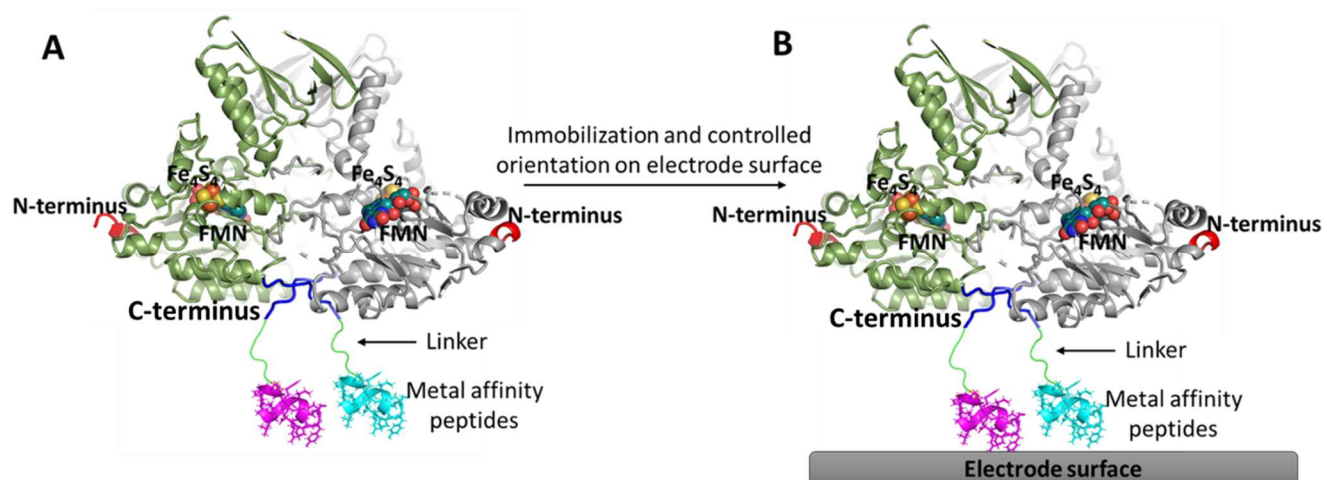 A
Fe₄S₄
Fe₄S₄
N-terminus
N-terminus
FMN
FMN
C-terminus
Linker
Metal affinity
peptides
Immobilization and controlled
orientation on electrode surface
B
Fe₄S₄
Fe₄S₄
N-terminus
N-terminus
FMN
FMN
C-terminus
Linker
Metal affinity
peptides
Electrode surface